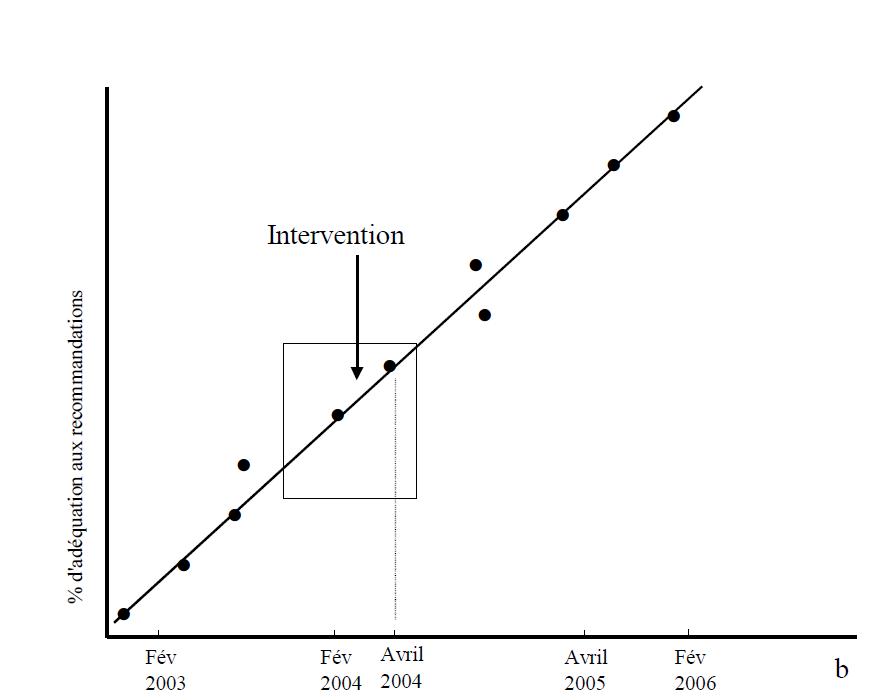 Intervention
% d'adéquation aux recommandations
Fév
2003
Fév
2004
Avril
2004
Avril
2005
Fév
2006
b